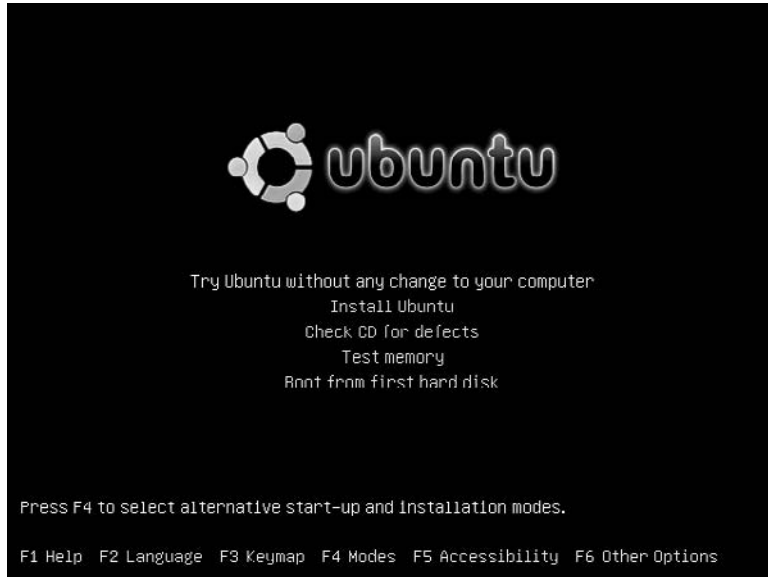 ubuntu
Try Ubuntu without any change to your computer
Install Ubuntu
Check CD for defects
Test memory
Boot from first hard disk
Press F4 to select alternative start-up and installation modes.
F1 Help F2 Language F3 Keymap F4 Modes F5 Accessibility F6 Other Options